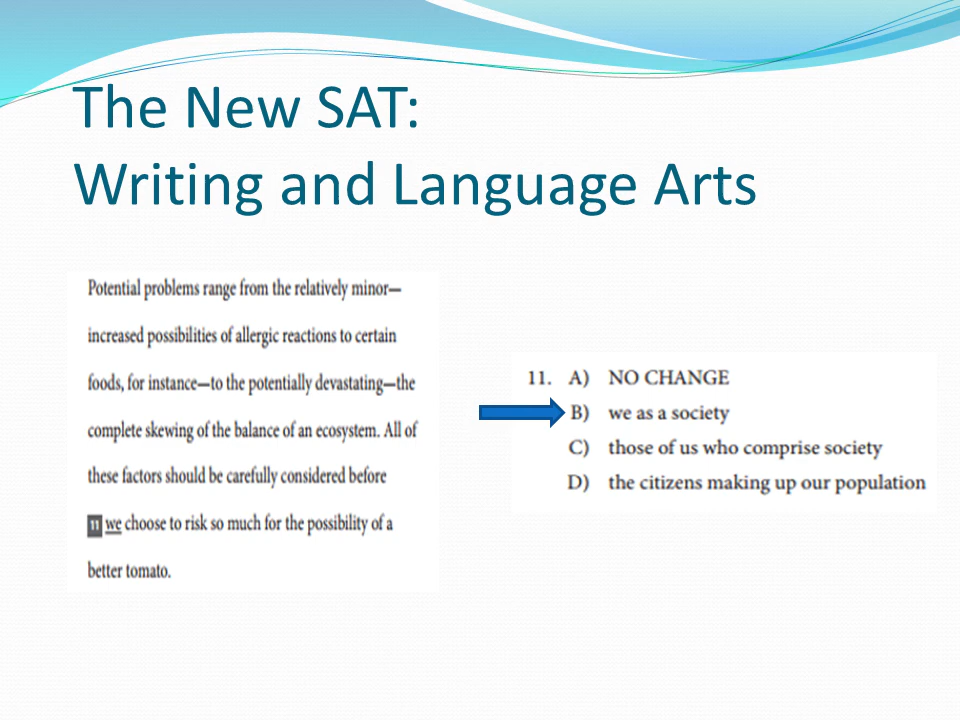 The New SAT:
Writing and Language Arts
Potential problems range from the relatively minor—
increased possibilities of allergic reactions to certain
foods, for instance—to the potentially devastating—the
complete skewing of the balance of an ecosystem. All of
these factors should be carefully considered before
11 we choose to risk so much for the possibility of a
better tomato.
11. A) NO CHANGE
B) we as a society
C) those of us who comprise society
D) the citizens making up our population